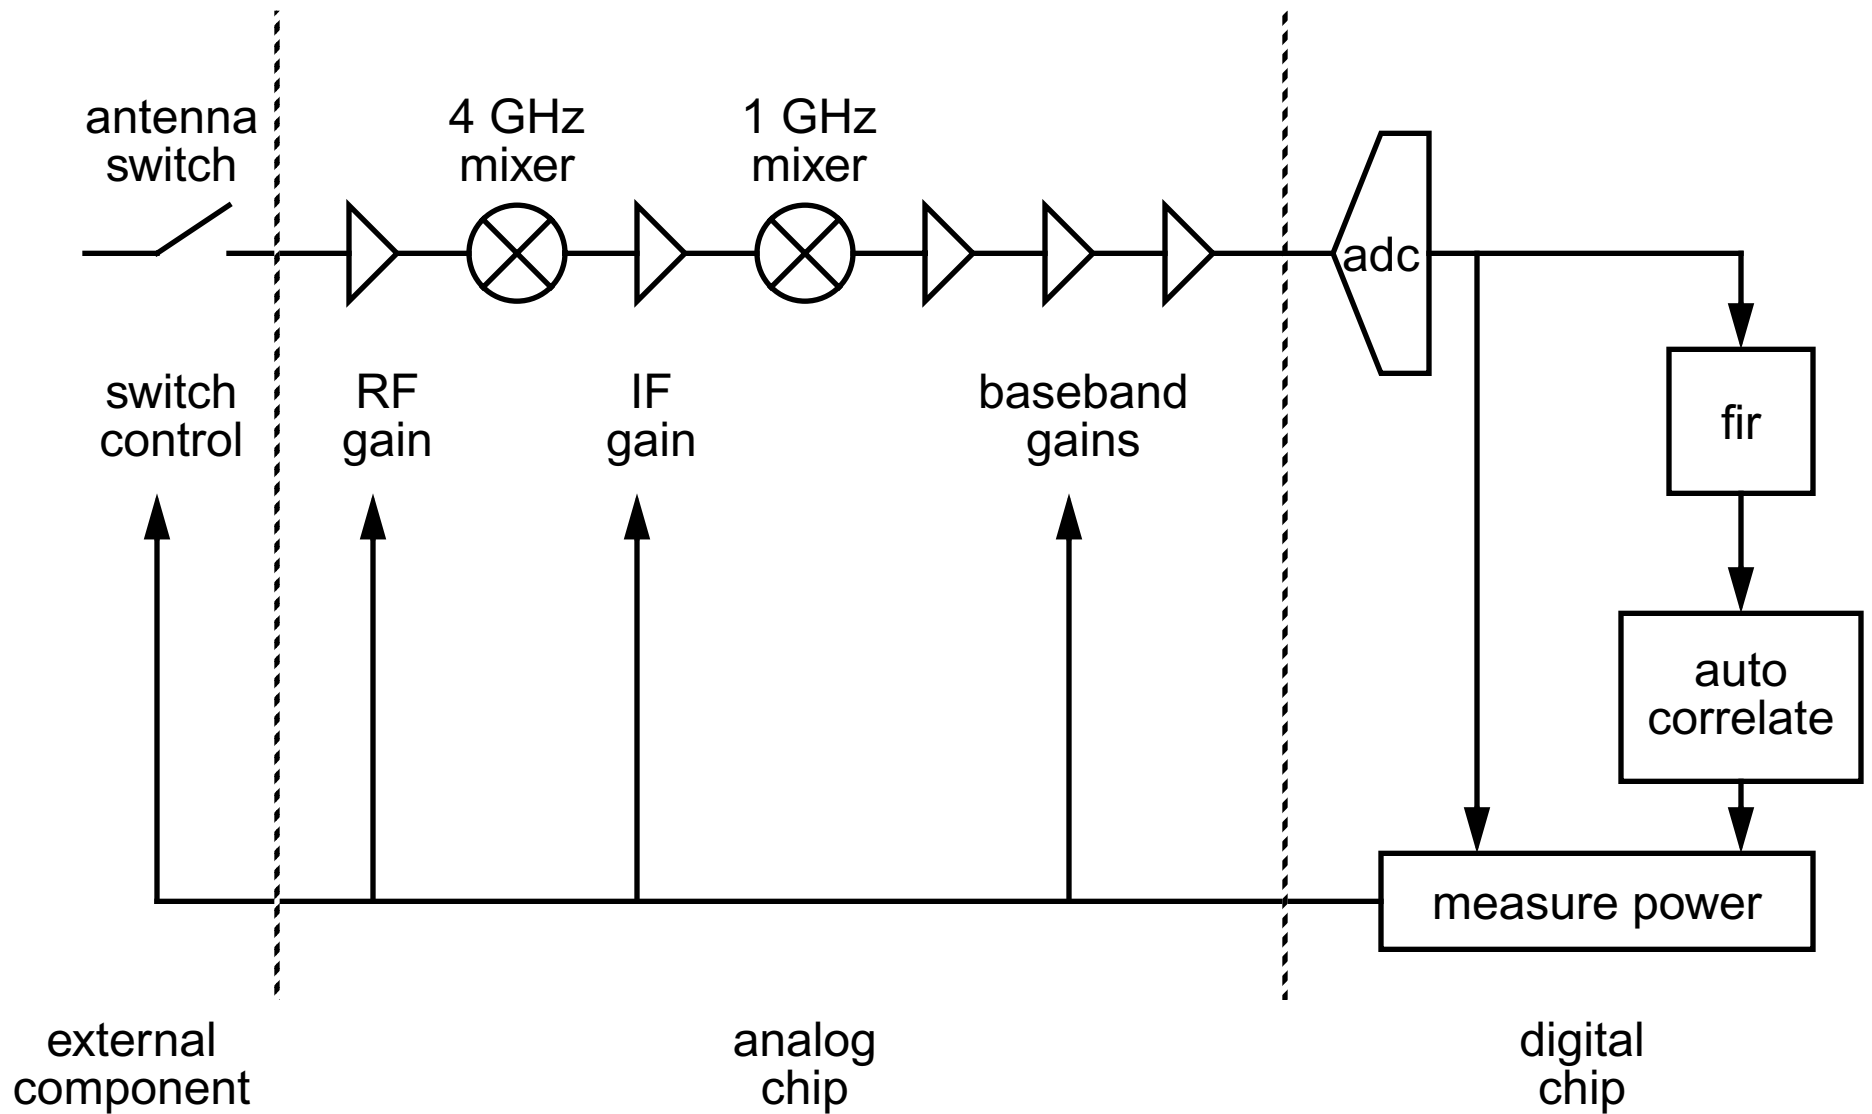 antenna
switch
4 GHz
mixer
1 GHz
mixer
adc
switch
control
RF
gain
IF
gain
baseband
gains
fir
auto
correlate
measure power
external
component
analog
chip
digital
chip